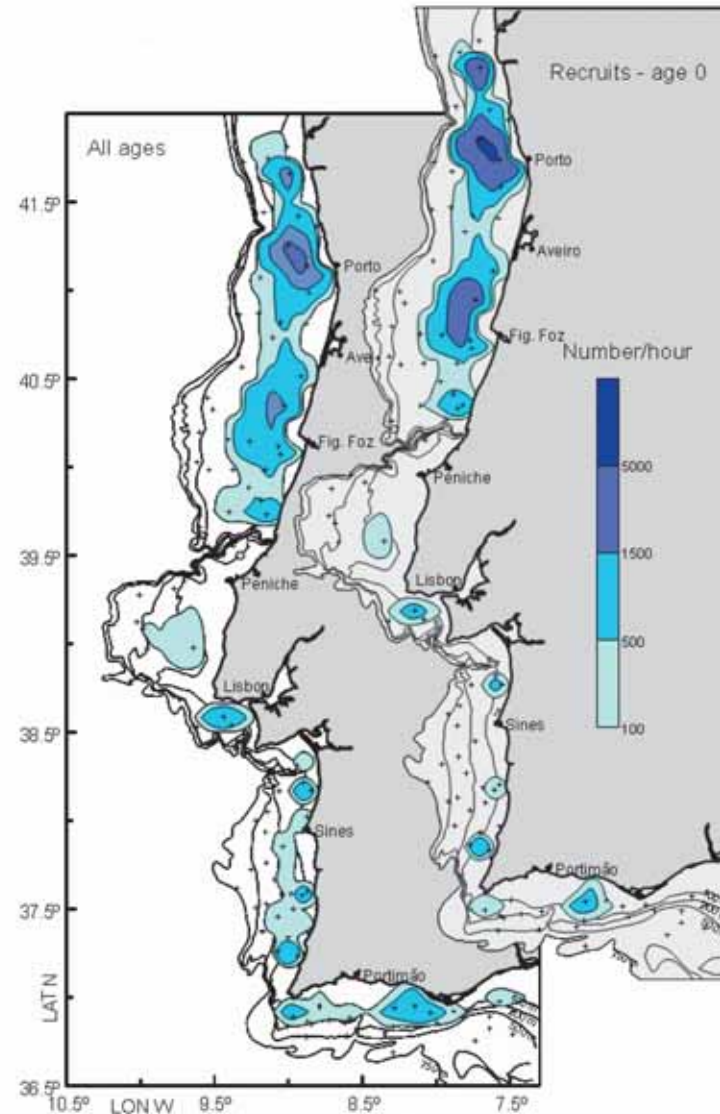 All ages
Recruits - age 0
Porto
Aveiro
Fig. Foz
Peniche
Lisbon
Sines
Portimão
Number/hour
5000
1500
500
100
Porto
Ave
Fig. Foz
Peniche
Lisbon
Sines
Portimão
41.5º
40.5º
39.5º
38.5º
37.5º
36.5º
LAT N
10.5º
LON W
9.5º
8.5º
7.5º